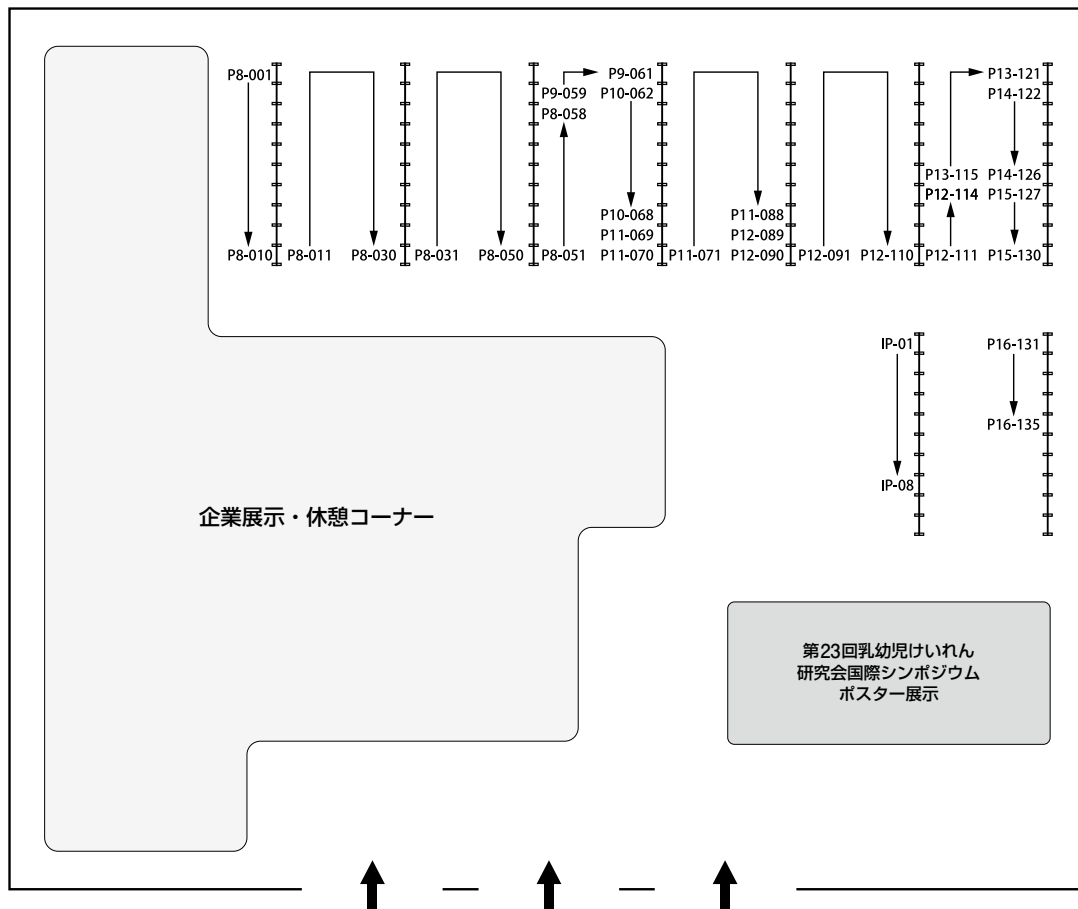 P8-001
P8-010
P8-011
P8-030
P8-031
P8-050
P8-051
P8-058
P9-059
P9-061
P10-062
P10-068
P11-069
P11-070
P11-071
P11-088
P12-089
P12-090
P12-091
P12-110
P12-111
P12-114
P13-115
P13-121
P14-122
P14-126
P15-127
P15-130
IP-01
IP-08
P16-131
P16-135
企業展示・休憩コーナー
第23回乳幼児けいれん
研究会国際シンポジウム
ポスター展示